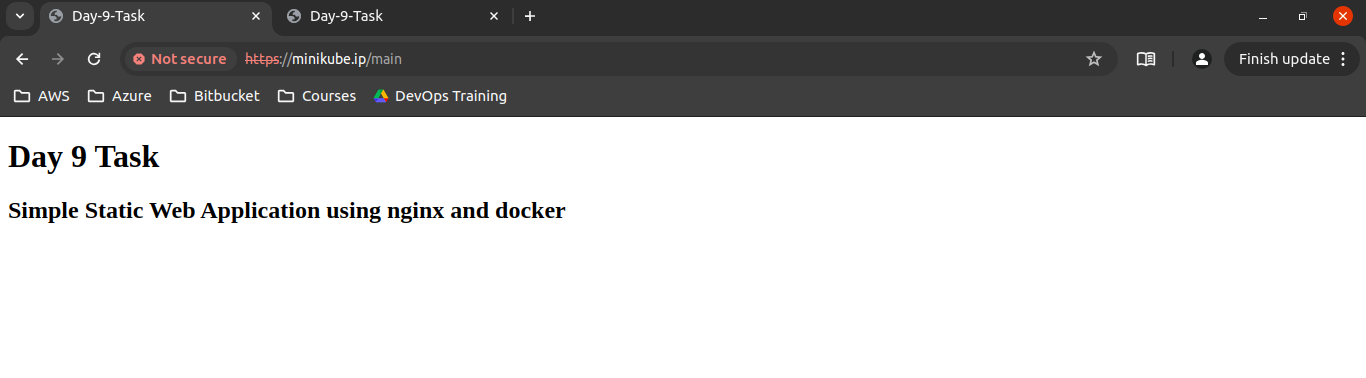 Day-9-Task
Day-9-Task
Not secure https://minikube.ip/main Finish update
AWS Azure Bitbucket Courses DevOps Training
Day 9 Task
Simple Static Web Application using nginx and docker